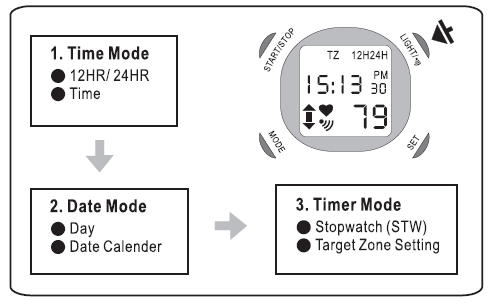 1. Time Mode
● 12HR/ 24HR
● Time
START/STOP
LIGHT/
TZ 12H24H
15:13 PM 30
79
MODE
SET
2. Date Mode
● Day
● Date Calender
3. Timer Mode
● Stopwatch (STW)
● Target Zone Setting